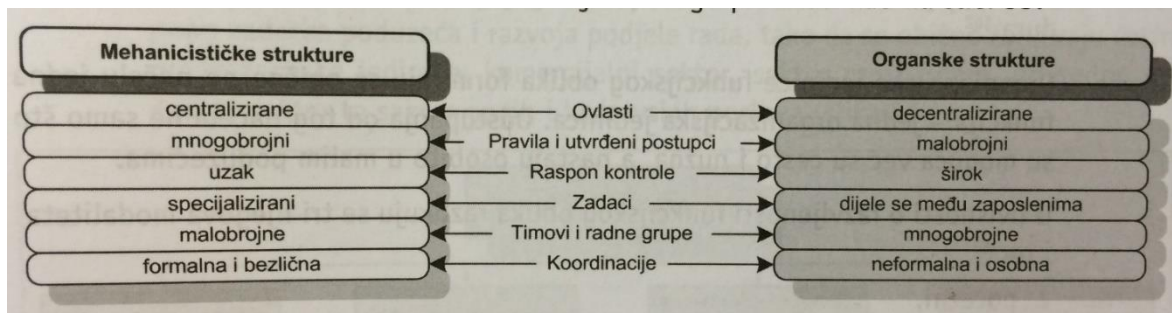 Mehanicističke strukture
Organske strukture
centralizirane Ovlasti decentralizirane
mnogobrojni Pravila i utvrđeni postupci malobrojni
uzak Raspon kontrole širok
specijalizirani Zadaci dijele se među zaposlenima
malobrojne Timovi i radne grupe mnogobrojne
formalna i bezlična Koordinacije neformalna i osobna